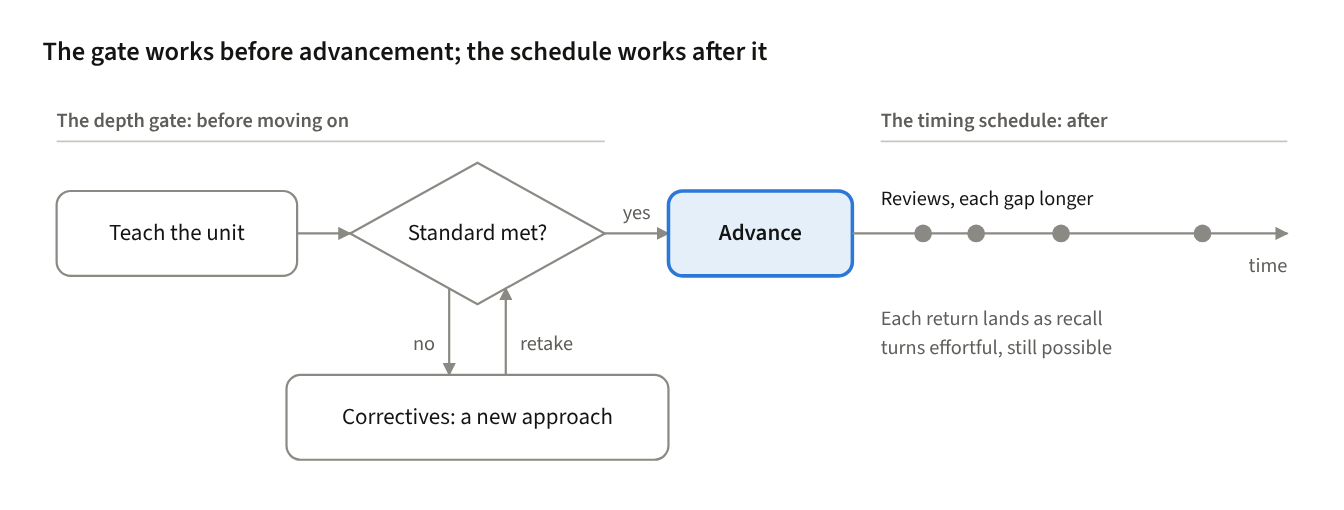 The gate works before advancement; the schedule works after it
The depth gate: before moving on
The timing schedule: after
Teach the unit
Standard met?
yes
Advance
Reviews, each gap longer
time
no
retake
Each return lands as recall
turns effortful, still possible
Correctives: a new approach